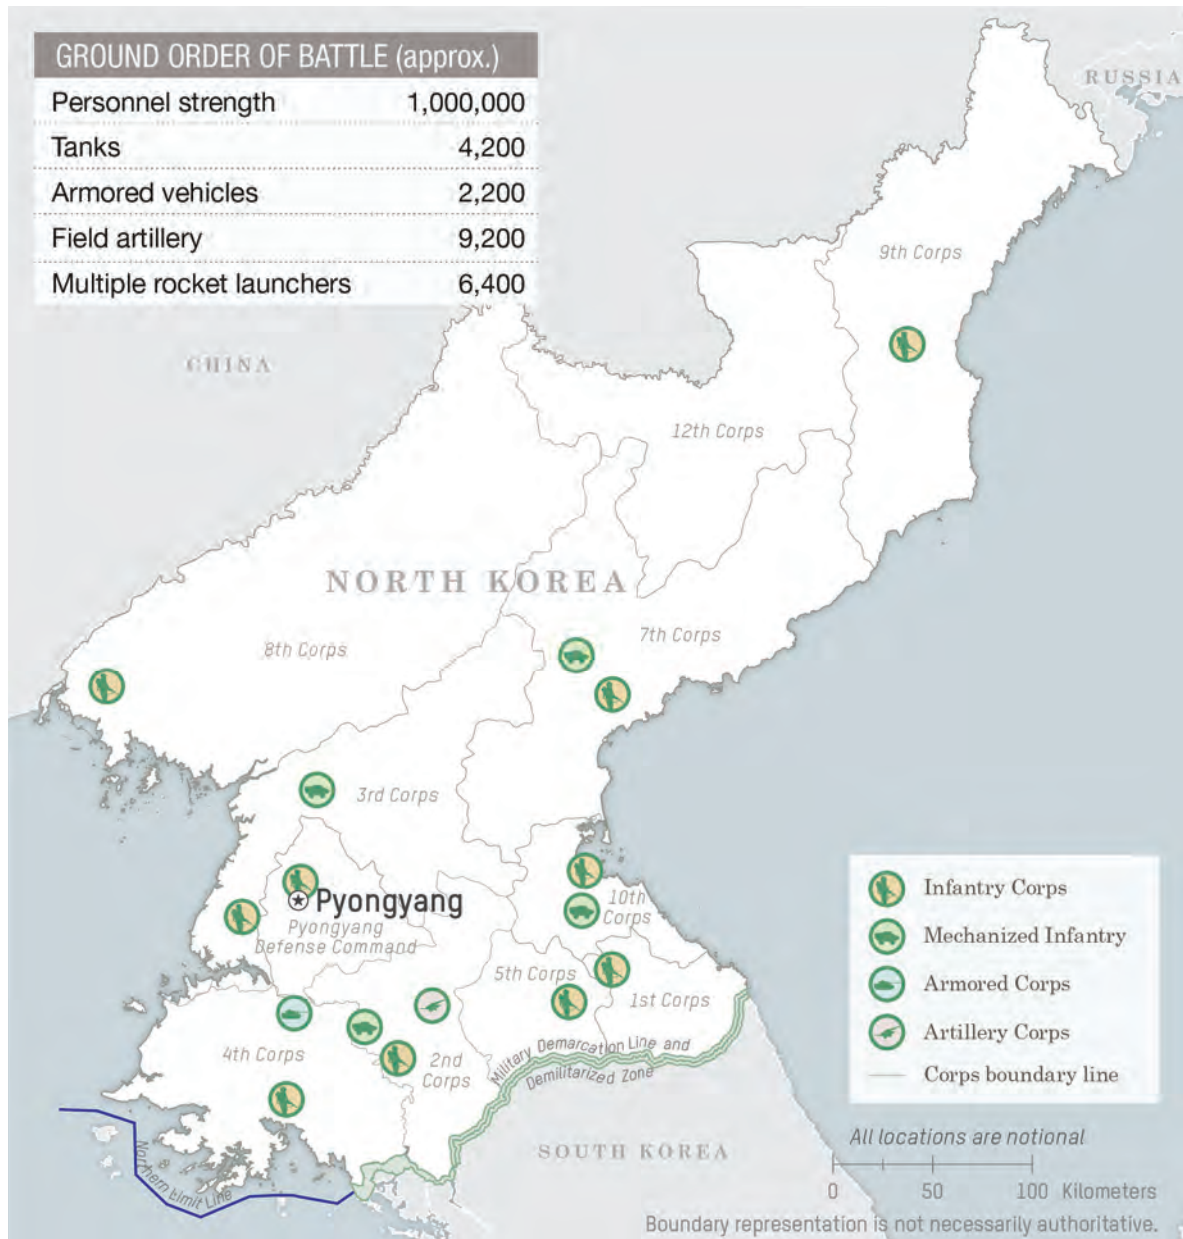 GROUND ORDER OF BATTLE (approx.)
Personnel strength 1,000,000
Tanks 4,200
Armored vehicles 2,200
Field artillery 9,200
Multiple rocket launchers 6,400
RUSSIA
9th Corps
CHINA
12th Corps
NORTH KOREA
7th Corps
8th Corps
3rd Corps
Pyongyang
Pyongyang
Defense Command
10th
Corps
5th Corps
1st Corps
4th Corps
2nd
Corps
Military Demarcation Line and
Demilitarized Zone
Northern Limit Line
SOUTH KOREA
Infantry Corps
Mechanized Infantry
Armored Corps
Artillery Corps
Corps boundary line
All locations are notional
0 50 100 Kilometers
Boundary representation is not necessarily authoritative.